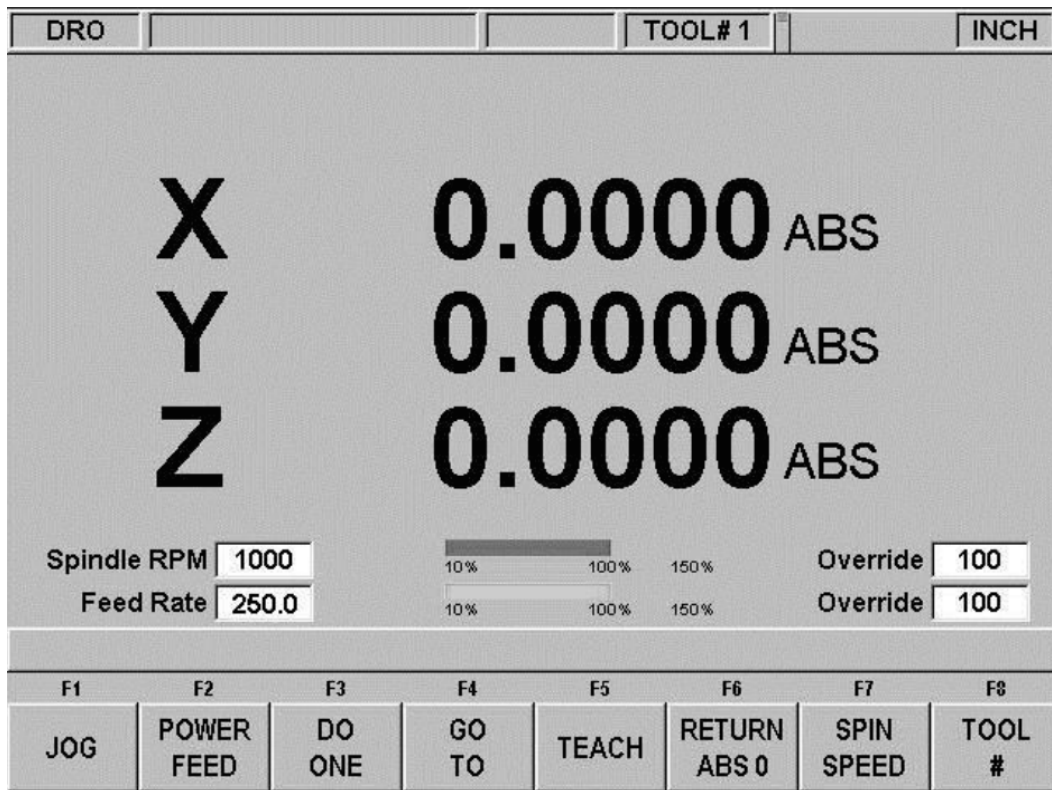 DRO TOOL# 1 INCH
X 0.0000 ABS
Y 0.0000 ABS
Z 0.0000 ABS
Spindle RPM 1000 10% 100% 150% Override 100
Feed Rate 250.0 10% 100% 150% Override 100
F1 F2 F3 F4 F5 F6 F7 F8
JOG POWER FEED DO ONE GO TO TEACH RETURN ABS 0 SPIN SPEED TOOL #